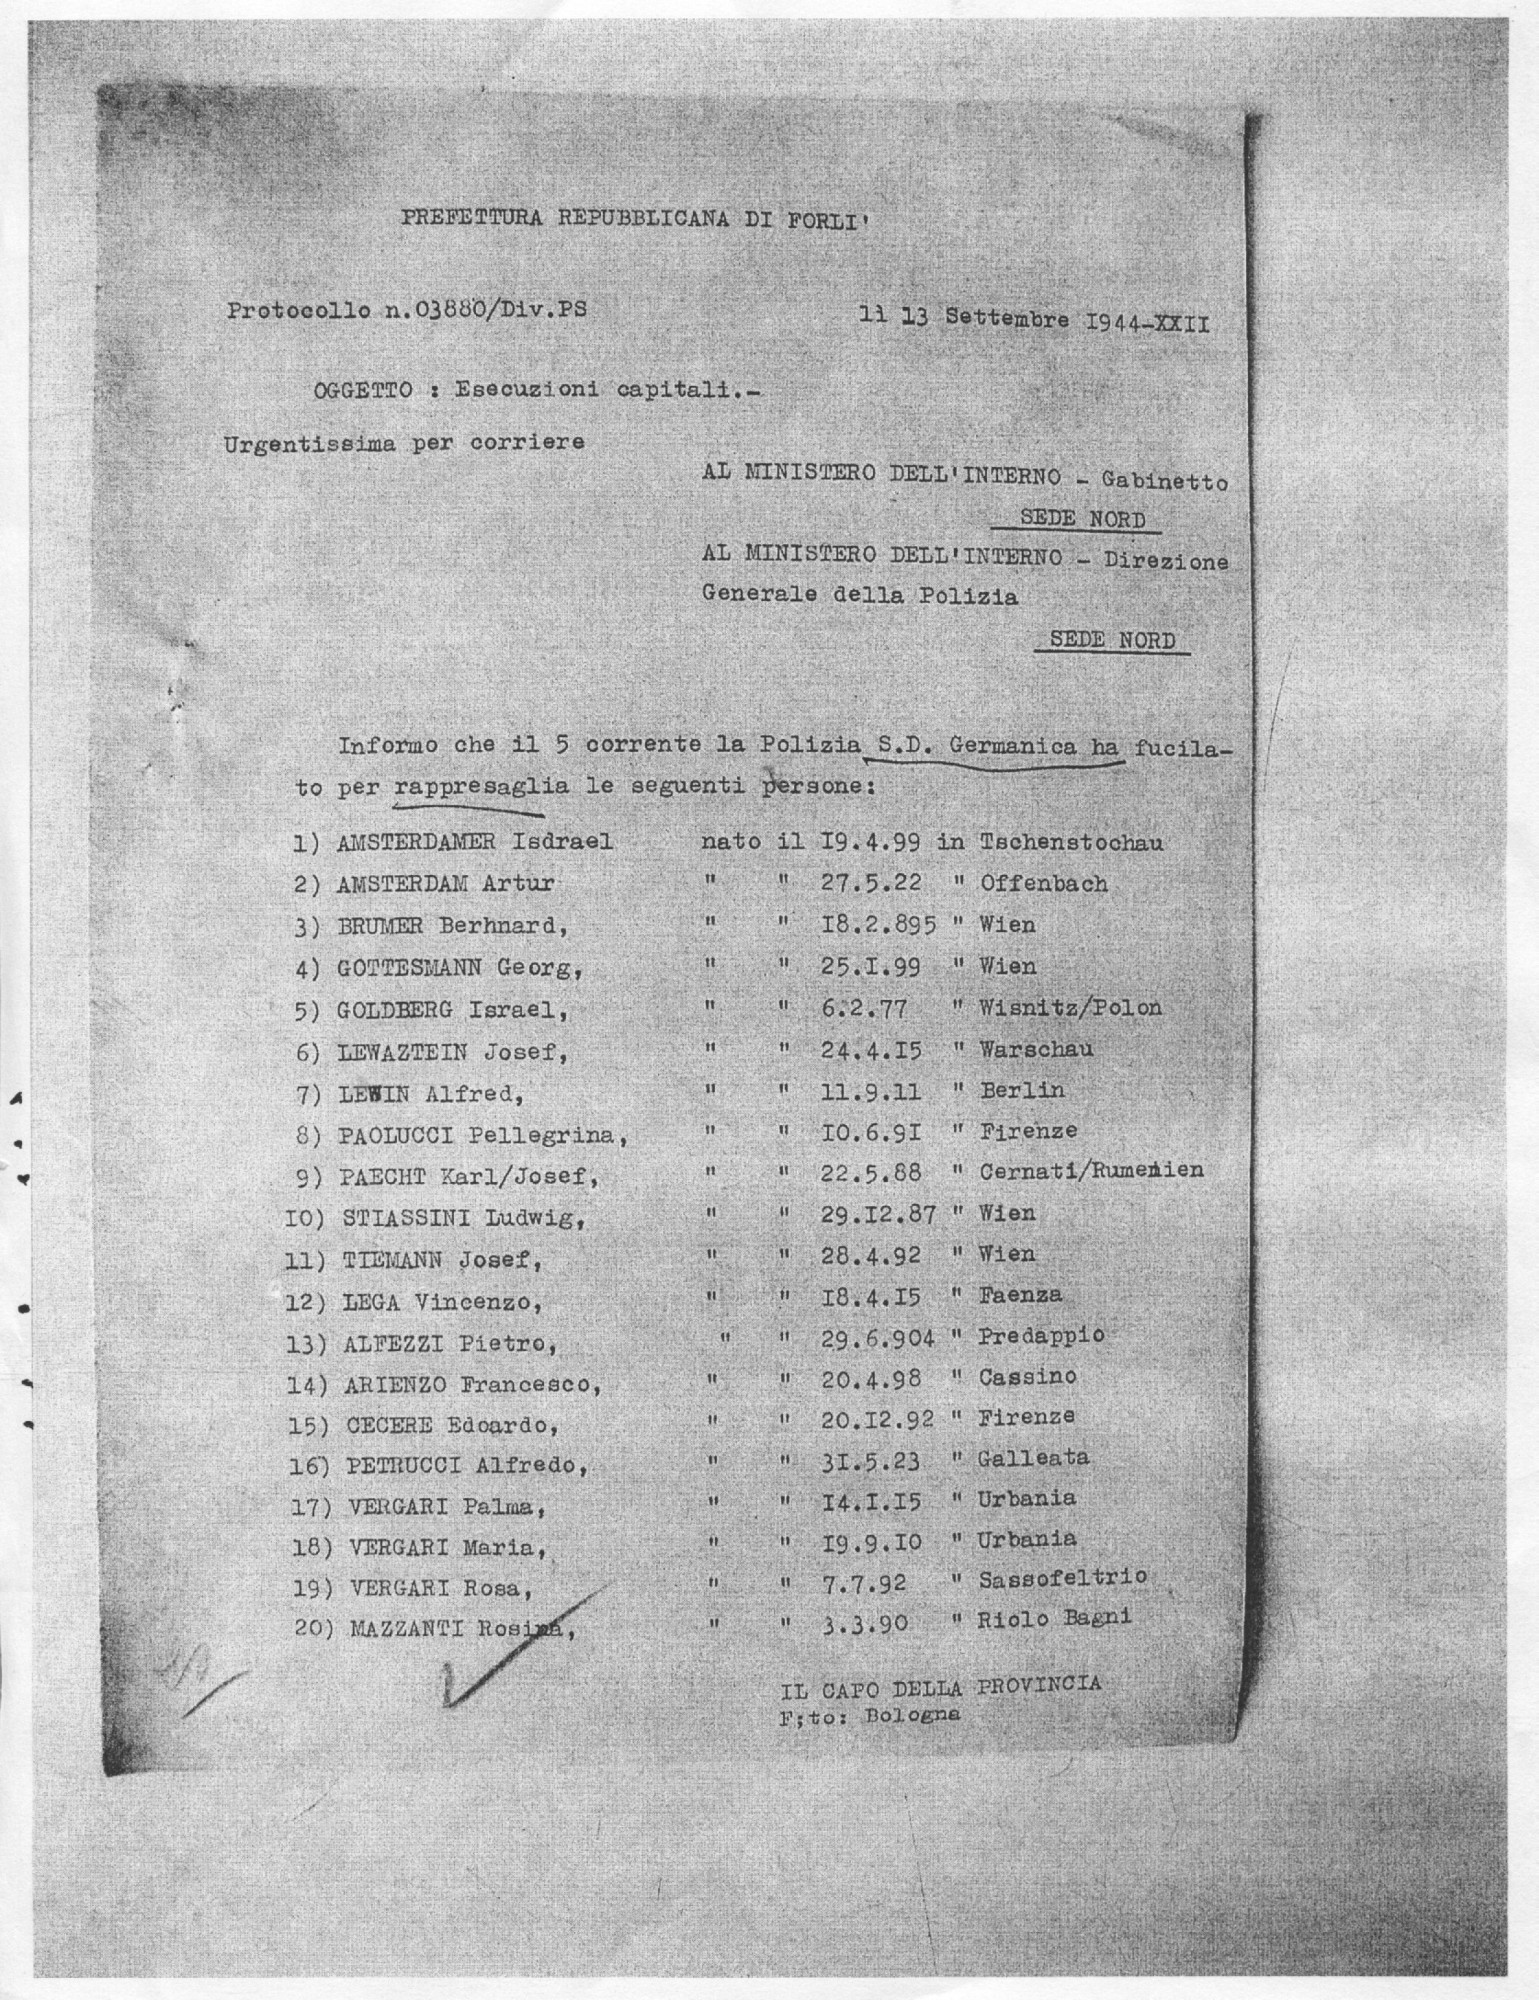 PREFETTURA REPUBBLICANA DI FORLI'
Protocollo n.03880/Div.PS
li 13 Settembre I944-XXII
OGGETTO : Esecuzioni capitali.-
Urgentissima per corriere
AL MINISTERO DELL'INTERNO - Gabinetto
SEDE NORD
AL MINISTERO DELL'INTERNO - Direzione
Generale della Polizia
SEDE NORD
Informo che il 5 corrente la Polizia S.D. Germanica ha fucila-
to per rappresaglia le seguenti persone:
1) AMSTERDAMER Isdrael nato il I9.4.99 in Tschenstochau
2) AMSTERDAM Artur " " 27.5.22 " Offenbach
3) BRUMER Berhnard, " " I8.2.895 " Wien
4) GOTTESMANN Georg, " " 25.I.99 " Wien
5) GOLDBERG Israel, " " 6.2.77 " Wisnitz/Polon
6) LEWAZTEIN Josef, " " 24.4.I5 " Warschau
7) LEWIN Alfred, " " 11.9.11 " Berlin
8) PAOLUCCI Pellegrina, " " I0.6.9I " Firenze
9) PAECHT Karl/Josef, " " 22.5.88 " Cernati/Rumenien
I0) STIASSINI Ludwig, " " 29.I2.87 " Wien
11) TIEMANN Josef, " " 28.4.92 " Wien
12) LEGA Vincenzo, " " I8.4.I5 " Faenza
13) ALFEZZI Pietro, " " 29.6.904 " Predappio
14) ARIENZO Francesco, " " 20.4.98 " Cassino
15) CECERE Edoardo, " " 20.I2.92 " Firenze
16) PETRUCCI Alfredo, " " 3I.5.23 " Galleata
17) VERGARI Palma, " " I4.I.I5 " Urbania
18) VERGARI Maria, " " I9.9.I0 " Urbania
19) VERGARI Rosa, " " 7.7.92 " Sassofeltrio
20) MAZZANTI Rosina, " " 3.3.90 " Riolo Bagni
IL CAPO DELLA PROVINCIA
F;to: Bologna